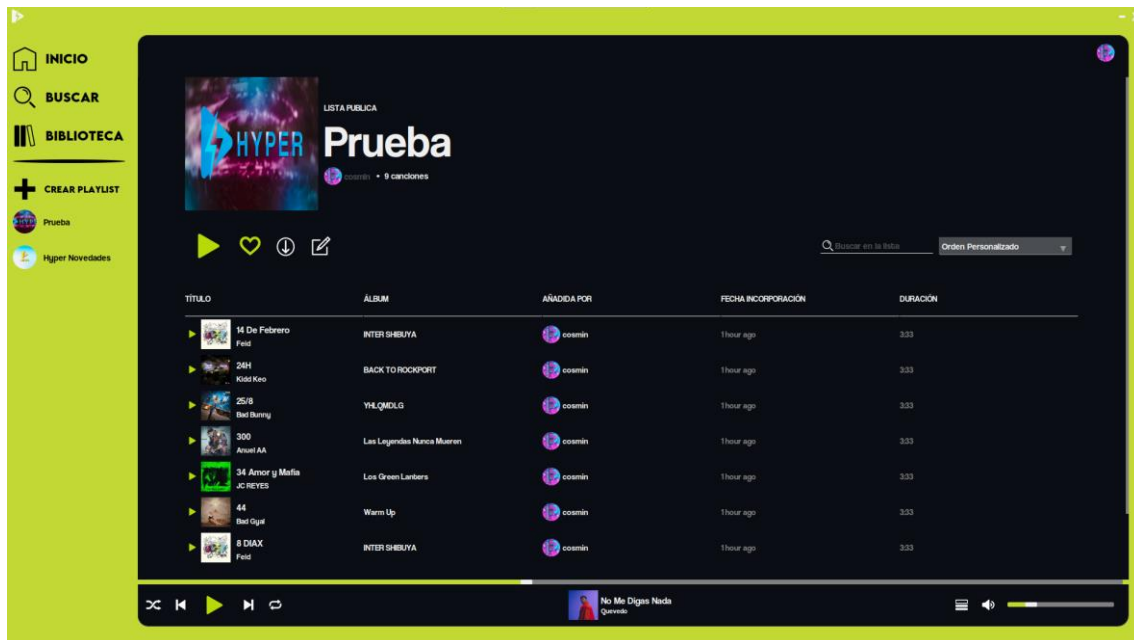 INICIO
BUSCAR
BIBLIOTECA
CREAR PLAYLIST
Prueba
Hyper Novedades
HYPER
LISTA PUBLICA
Prueba
cosmin • 9 canciones
Buscar en la lista
Orden Personalizado
TÍTULO ÁLBUM AÑADIDA POR FECHA INCORPORACIÓN DURACIÓN
14 De Febrero
Feid
INTER SHIBUYA cosmin 1 hour ago 3:33
24H
Kidd Keo
BACK TO ROCKPORT cosmin 1 hour ago 3:33
25/8
Bad Bunny
YHLQMDLG cosmin 1 hour ago 3:33
300
Anuel AA
Las Leyendas Nunca Mueren cosmin 1 hour ago 3:33
34 Amor y Mafia
JC REYES
Los Green Lanters cosmin 1 hour ago 3:33
44
Bad Gyal
Warm Up cosmin 1 hour ago 3:33
8 DIAX
Feid
INTER SHIBUYA cosmin 1 hour ago 3:33
No Me Digas Nada
Quevedo